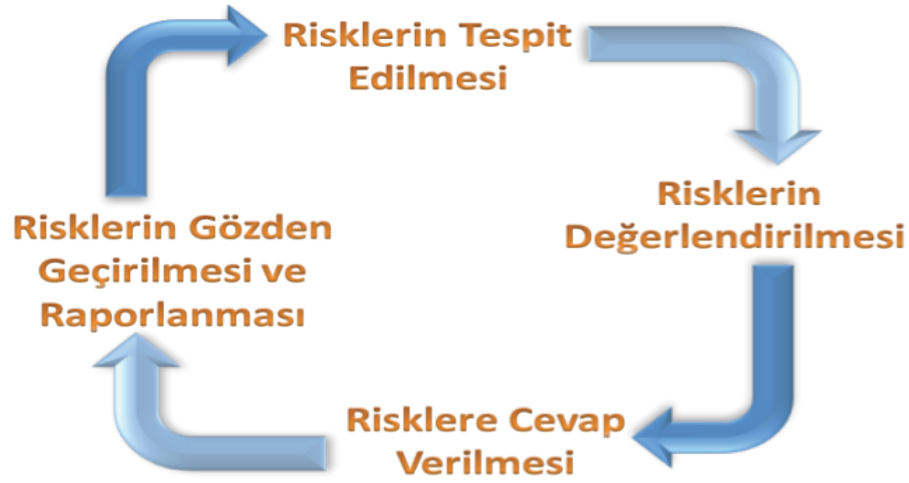 Risklerin Tespit
Edilmesi
Risklerin
Değerlendirilmesi
Risklere Cevap
Verilmesi
Risklerin Gözden
Geçirilmesi ve
Raporlanması